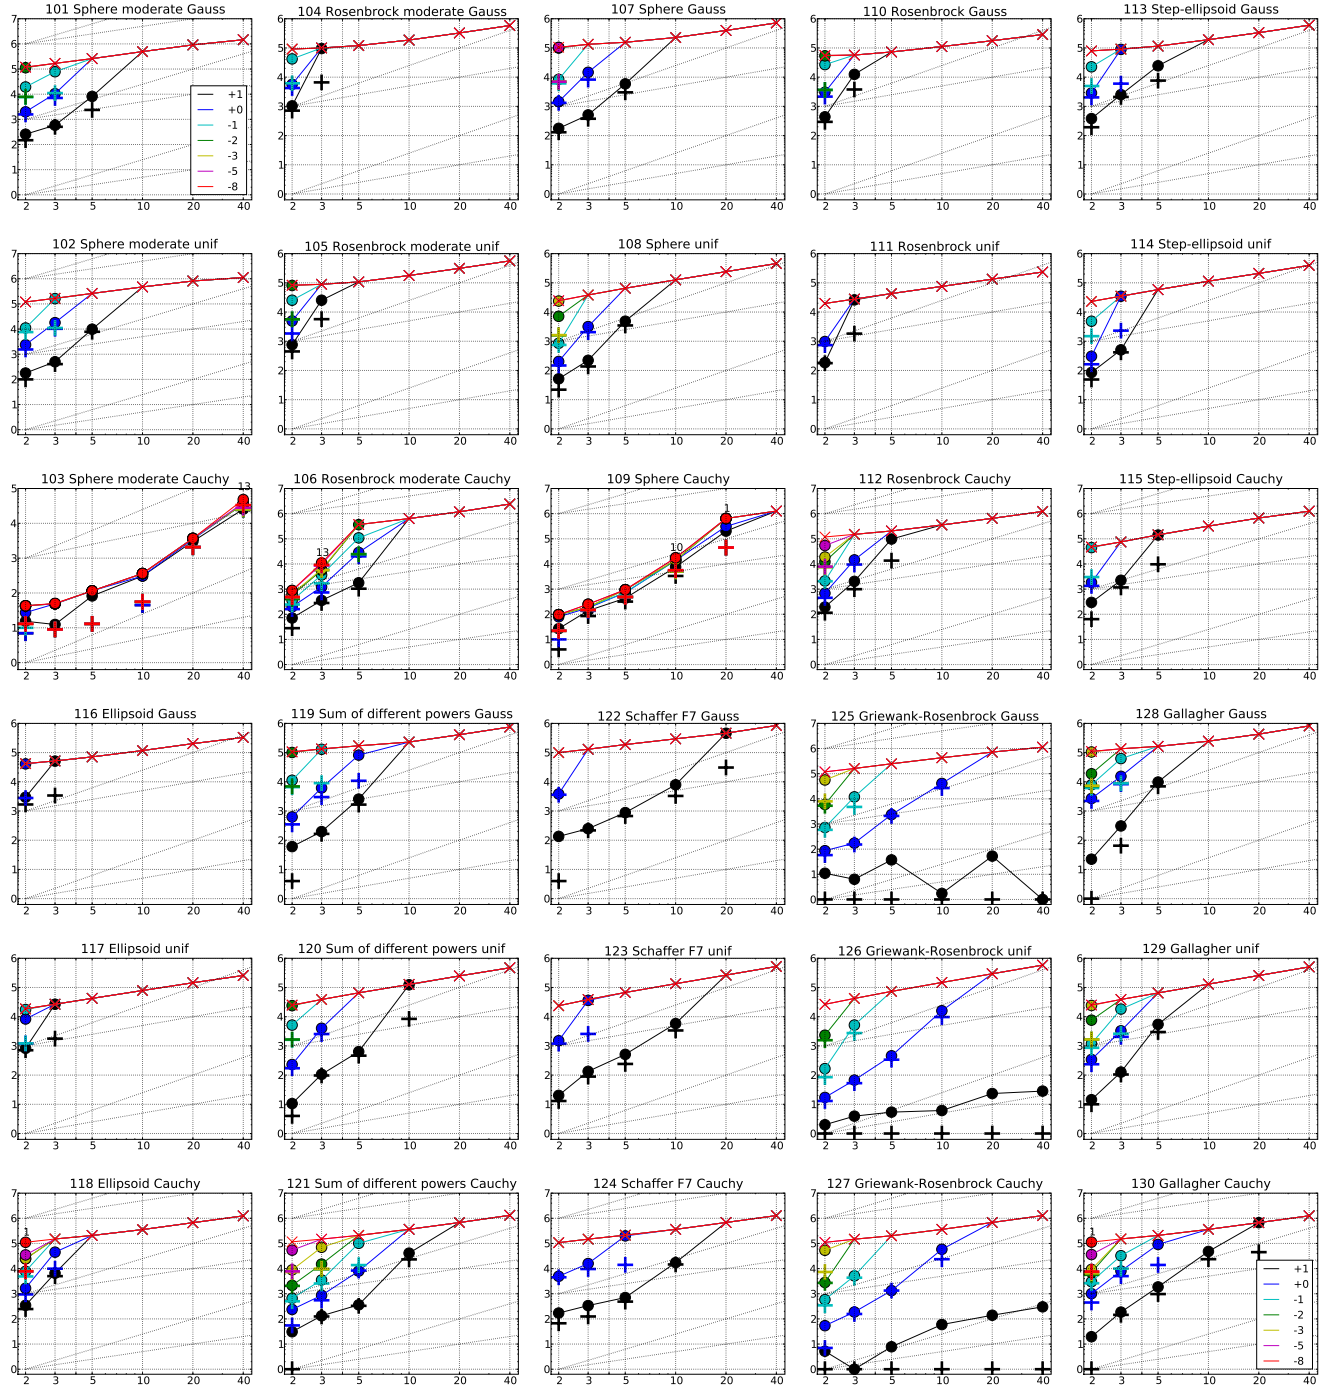 101 Sphere moderate Gauss
104 Rosenbrock moderate Gauss
107 Sphere Gauss
110 Rosenbrock Gauss
113 Step-ellipsoid Gauss
+1
+0
-1
-2
-3
-5
-8
102 Sphere moderate unif
105 Rosenbrock moderate unif
108 Sphere unif
111 Rosenbrock unif
114 Step-ellipsoid unif
103 Sphere moderate Cauchy
106 Rosenbrock moderate Cauchy
109 Sphere Cauchy
112 Rosenbrock Cauchy
115 Step-ellipsoid Cauchy
13
13
10
1
116 Ellipsoid Gauss
119 Sum of different powers Gauss
122 Schaffer F7 Gauss
125 Griewank-Rosenbrock Gauss
128 Gallagher Gauss
117 Ellipsoid unif
120 Sum of different powers unif
123 Schaffer F7 unif
126 Griewank-Rosenbrock unif
129 Gallagher unif
118 Ellipsoid Cauchy
121 Sum of different powers Cauchy
124 Schaffer F7 Cauchy
127 Griewank-Rosenbrock Cauchy
130 Gallagher Cauchy
1
1
+1
+0
-1
-2
-3
-5
-8
2 3 5 10 20 40